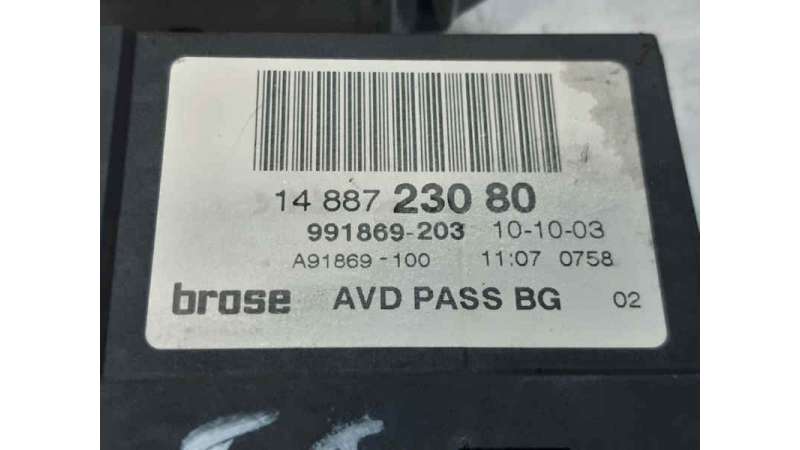 14 887 230 80
991869-203 10-10-03
A91869-100 11:07 0758
brose AVD PASS BG 02